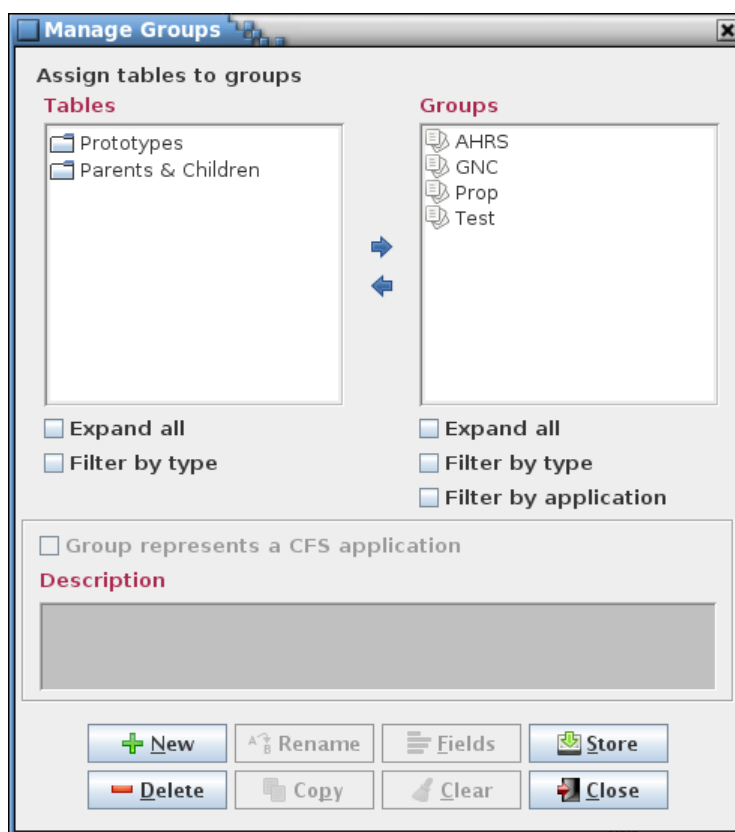 Manage Groups
Assign tables to groups
Tables
Prototypes
Parents & Children
Expand all
Filter by type
Groups
AHRS
GNC
Prop
Test
Expand all
Filter by type
Filter by application
Group represents a CFS application
Description
New
Rename
Fields
Store
Delete
Copy
Clear
Close